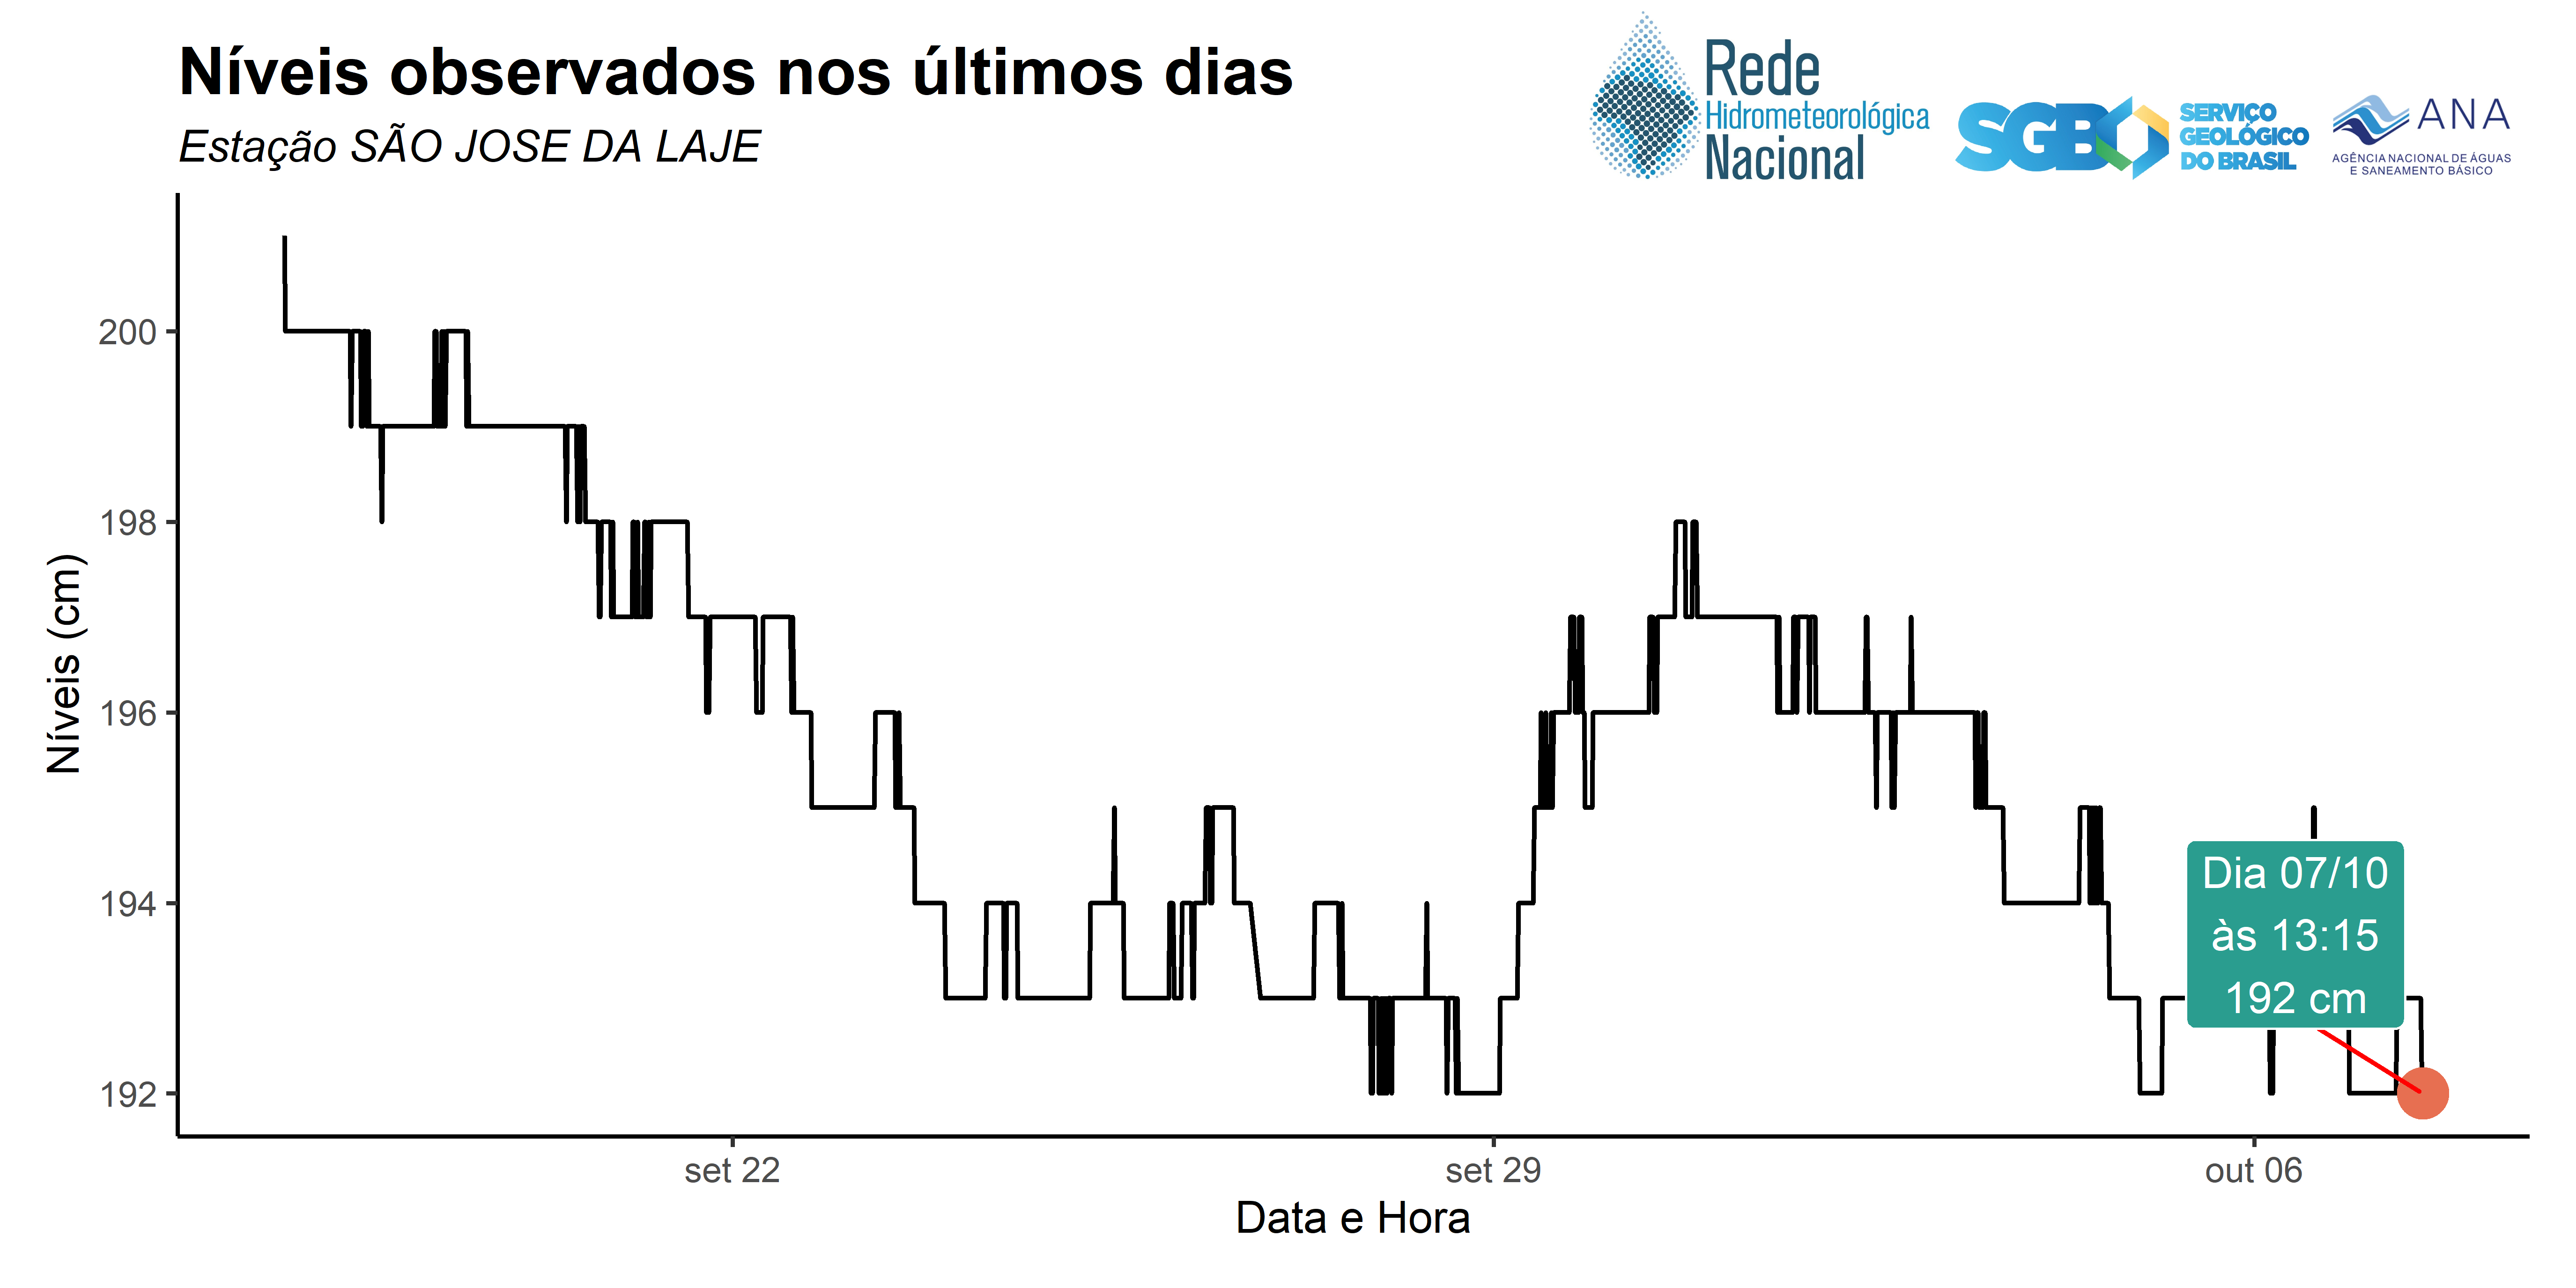 Níveis observados nos últimos dias
Estação SÃO JOSE DA LAJE
Rede
Hidrometeorológica
Nacional
SGB
SERVIÇO
GEOLÓGICO
DO BRASIL
ANA
AGÊNCIA NACIONAL DE ÁGUAS
E SANEAMENTO BÁSICO
Níveis (cm)
200
198
196
194
192
Dia 07/10
às 13:15
192 cm
set 22
set 29
out 06
Data e Hora